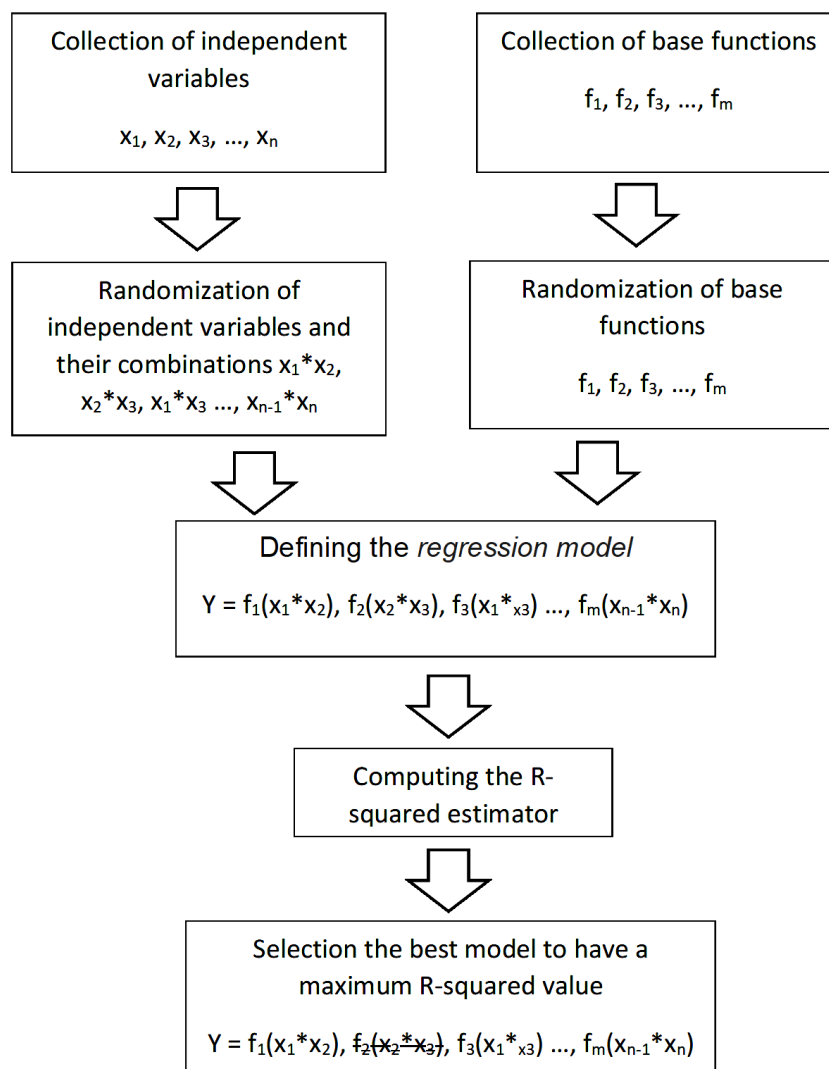 Collection of independent
variables
x₁, x₂, x₃, ..., xₙ
Collection of base functions
f₁, f₂, f₃, ..., fₘ
Randomization of
independent variables and
their combinations x₁*x₂,
x₂*x₃, x₁*x₃ ..., xₙ₋₁*xₙ
Randomization of base
functions
f₁, f₂, f₃, ..., fₘ
Defining the regression model
Y = f₁(x₁*x₂), f₂(x₂*x₃), f₃(x₁*ₓ₃) ..., fₘ(xₙ₋₁*xₙ)
Computing the R-
squared estimator
Selection the best model to have a
maximum R-squared value
Y = f₁(x₁*x₂), ~~f₂(x₂*x₃)~~, f₃(x₁*ₓ₃) ..., fₘ(xₙ₋₁*xₙ)